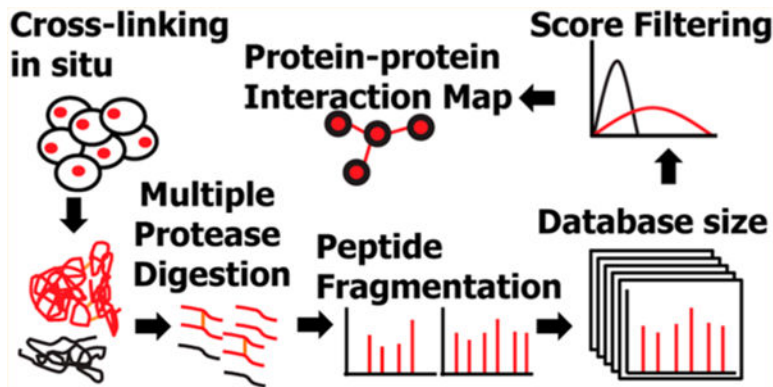 Cross-linking
in situ
Multiple
Protease
Digestion
Peptide
Fragmentation
Database size
Score Filtering
Protein-protein
Interaction Map